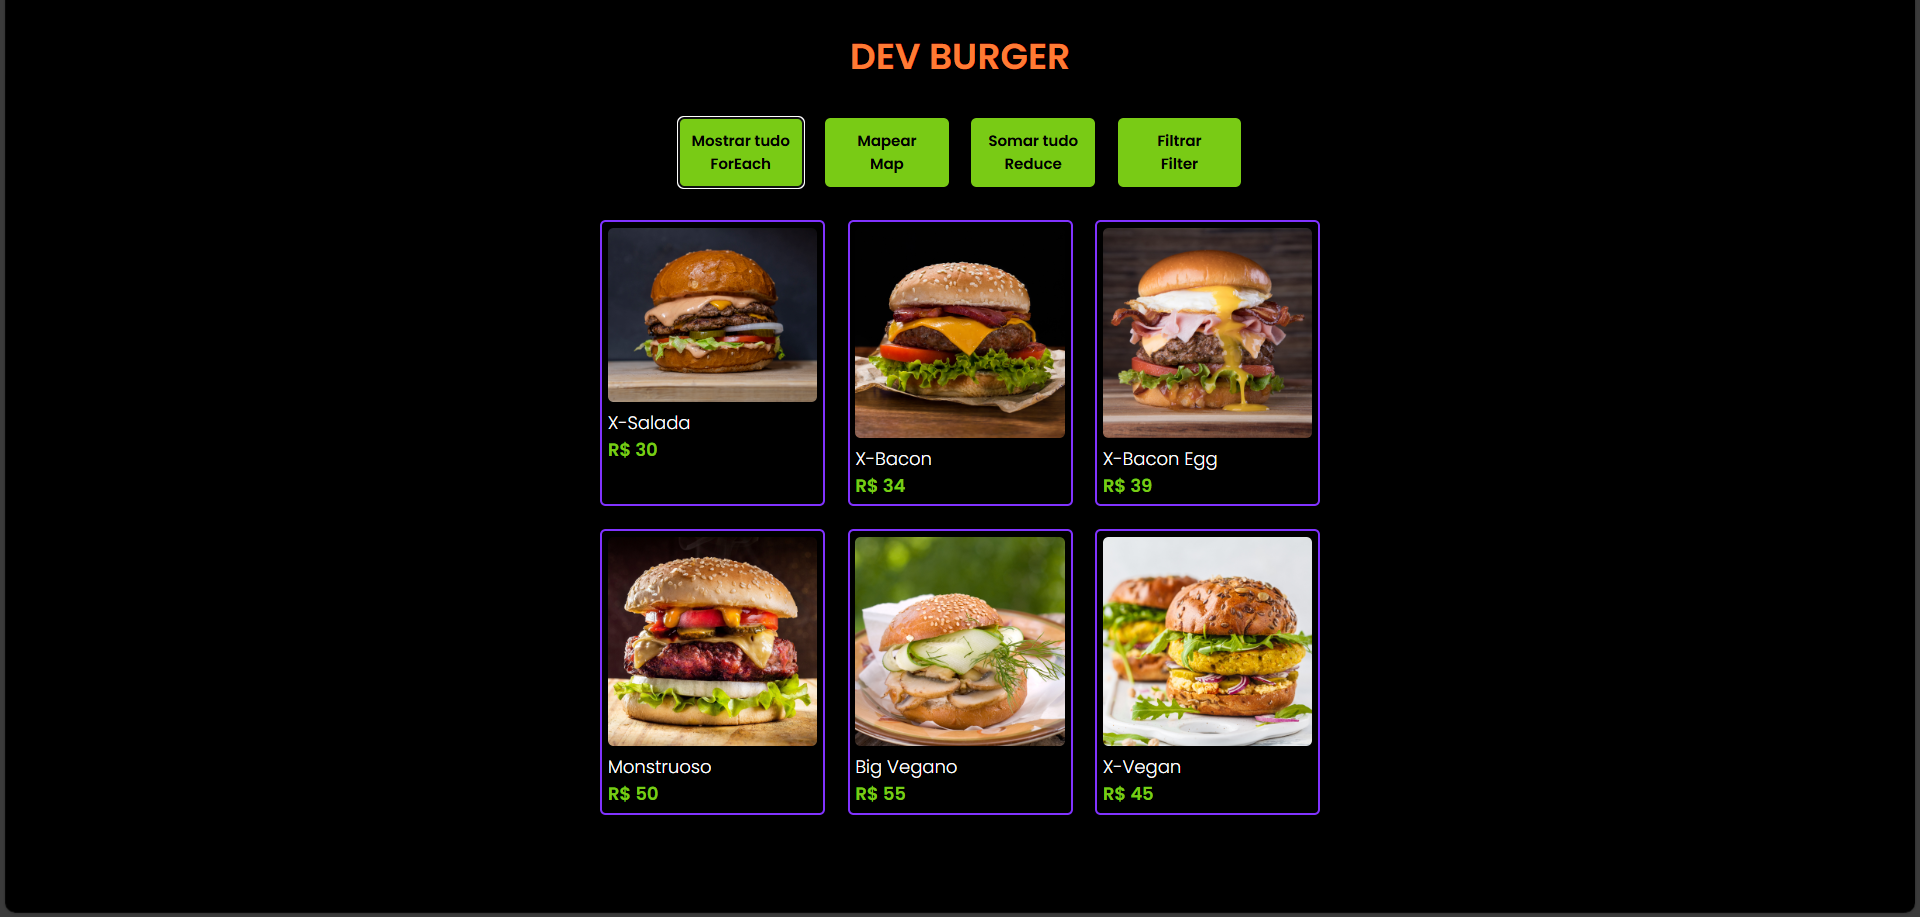 DEV BURGER
Mostrar tudo
ForEach
Mapear
Map
Somar tudo
Reduce
Filtrar
Filter
X-Salada
R$ 30
X-Bacon
R$ 34
X-Bacon Egg
R$ 39
Monstruoso
R$ 50
Big Vegano
R$ 55
X-Vegan
R$ 45